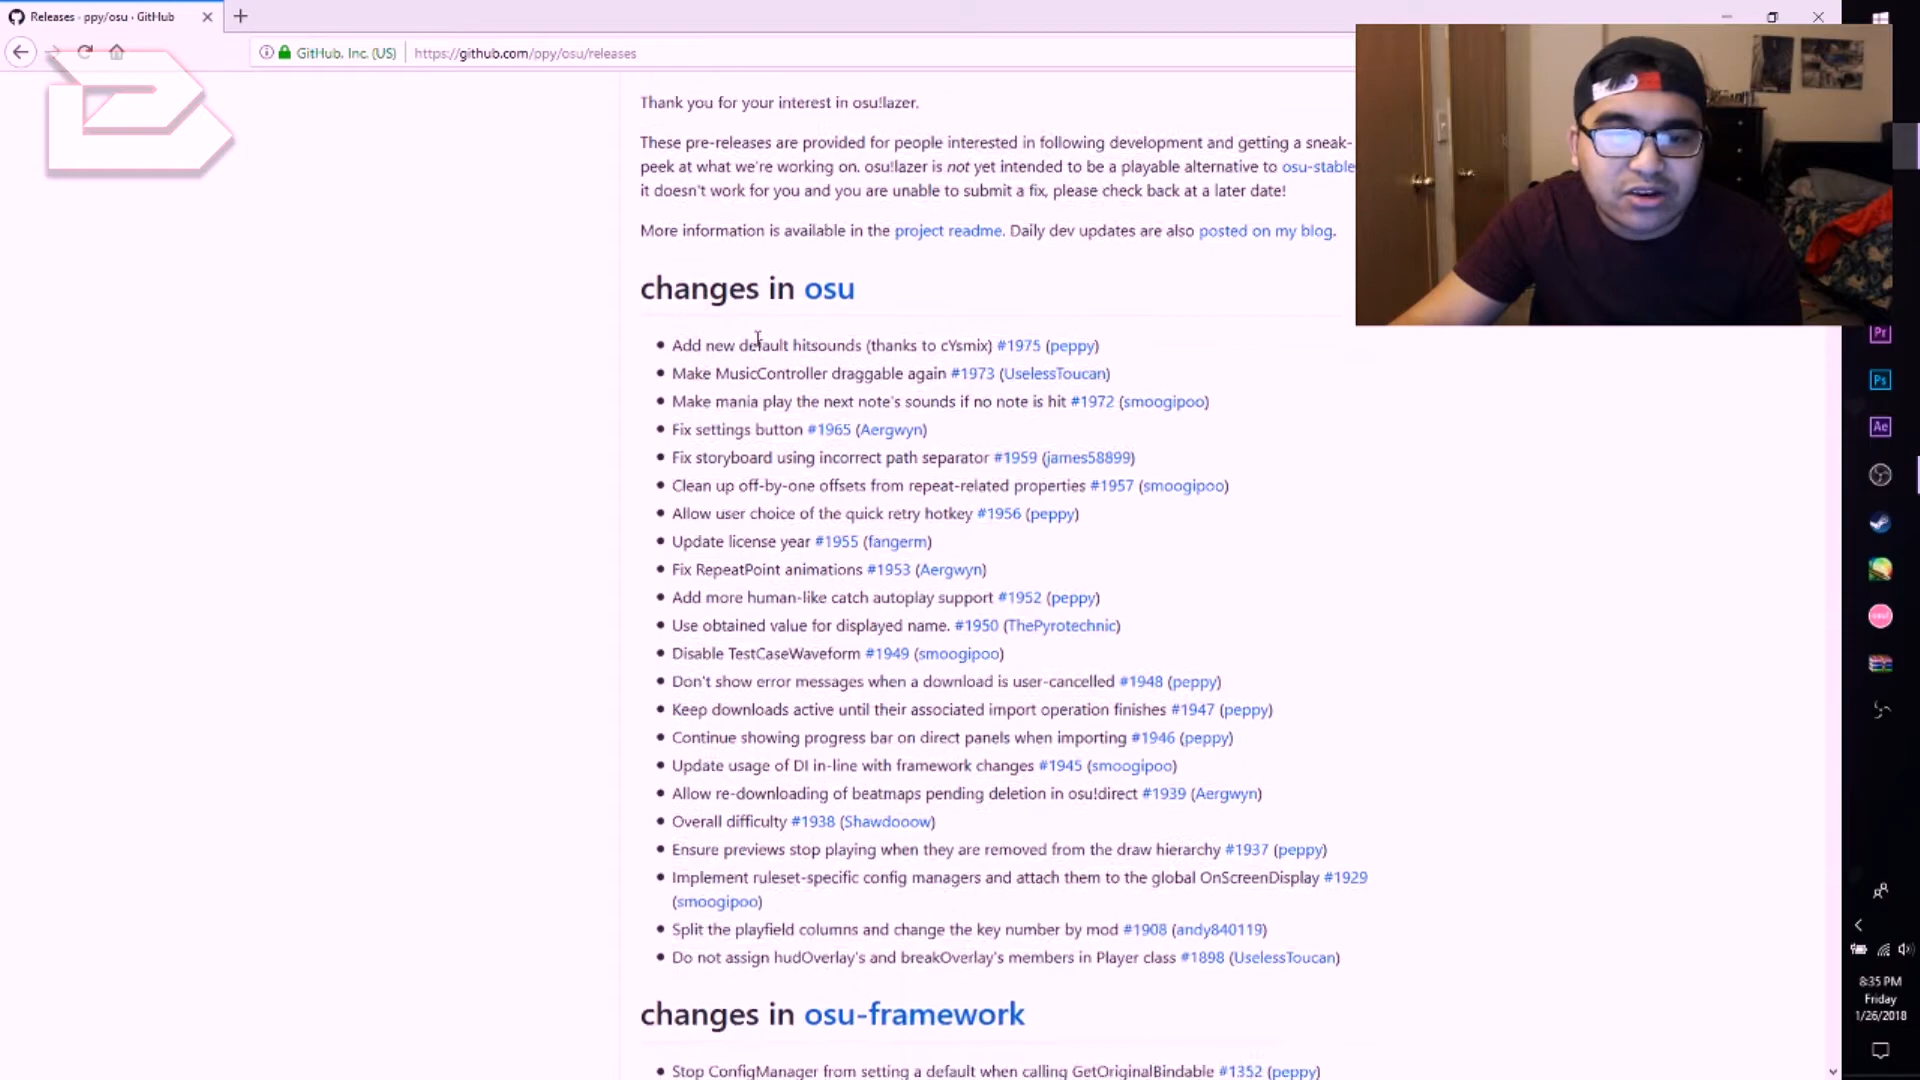 Releases · ppy/osu · GitHub
GitHub, Inc. (US)
https://github.com/ppy/osu/releases
Thank you for your interest in osu!lazer.
These pre-releases are provided for people interested in following development and getting a sneak-
peek at what we're working on. osu!lazer is not yet intended to be a playable alternative to osu-stable
it doesn't work for you and you are unable to submit a fix, please check back at a later date!
More information is available in the project readme. Daily dev updates are also posted on my blog.
changes in osu
• Add new default hitsounds (thanks to cYsmix) #1975 (peppy)
• Make MusicController draggable again #1973 (UselessToucan)
• Make mania play the next note's sounds if no note is hit #1972 (smoogipoo)
• Fix settings button #1965 (Aergwyn)
• Fix storyboard using incorrect path separator #1959 (james58899)
• Clean up off-by-one offsets from repeat-related properties #1957 (smoogipoo)
• Allow user choice of the quick retry hotkey #1956 (peppy)
• Update license year #1955 (fangerm)
• Fix RepeatPoint animations #1953 (Aergwyn)
• Add more human-like catch autoplay support #1952 (peppy)
• Use obtained value for displayed name. #1950 (ThePyrotechnic)
• Disable TestCaseWaveform #1949 (smoogipoo)
• Don't show error messages when a download is user-cancelled #1948 (peppy)
• Keep downloads active until their associated import operation finishes #1947 (peppy)
• Continue showing progress bar on direct panels when importing #1946 (peppy)
• Update usage of DI in-line with framework changes #1945 (smoogipoo)
• Allow re-downloading of beatmaps pending deletion in osu!direct #1939 (Aergwyn)
• Overall difficulty #1938 (Shawdooow)
• Ensure previews stop playing when they are removed from the draw hierarchy #1937 (peppy)
• Implement ruleset-specific config managers and attach them to the global OnScreenDisplay #1929
(smoogipoo)
• Split the playfield columns and change the key number by mod #1908 (andy840119)
• Do not assign hudOverlay's and breakOverlay's members in Player class #1898 (UselessToucan)
changes in osu-framework
• Stop ConfigManager from setting a default when calling GetOriginalBindable #1352 (peppy)
Pr
Ps
Ae
8:35 PM
Friday
1/26/2018